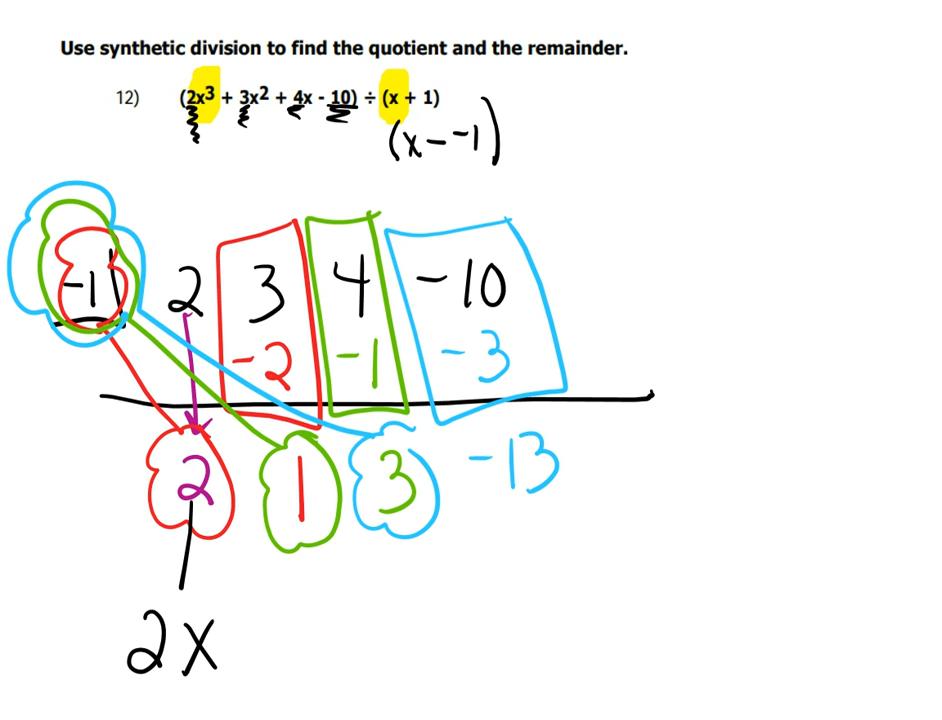 Use synthetic division to find the quotient and the remainder.
12) (2x³ + 3x² + 4x - 10) ÷ (x + 1)
(x - -1)
-1 2 3 4 -10
-2 -1 -3
2 1 3 -13
2x